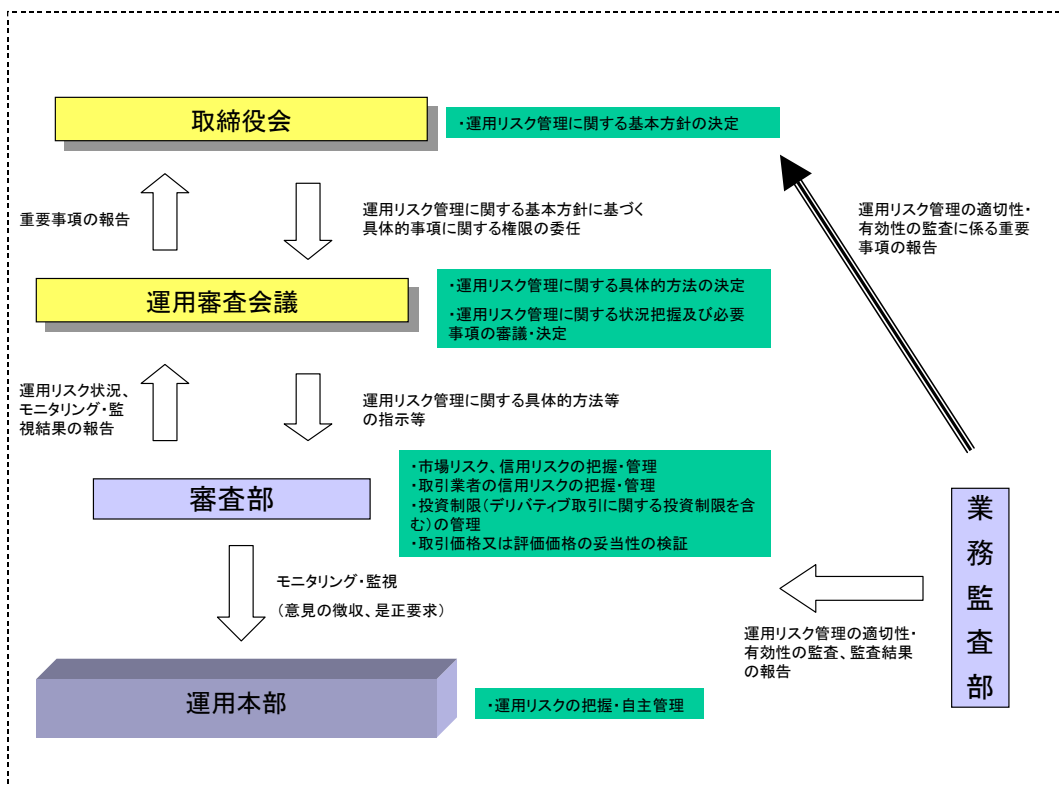 取締役会
・運用リスク管理に関する基本方針の決定
重要事項の報告
運用リスク管理に関する基本方針に基づく
具体的事項に関する権限の委任
運用リスク管理の適切性・
有効性の監査に係る重要
事項の報告
運用審査会議
・運用リスク管理に関する具体的方法の決定
・運用リスク管理に関する状況把握及び必要
事項の審議・決定
運用リスク状況、
モニタリング・監
視結果の報告
運用リスク管理に関する具体的方法等
の指示等
審査部
・市場リスク、信用リスクの把握・管理
・取引業者の信用リスクの把握・管理
・投資制限(デリバティブ取引に関する投資制限を含
む)の管理
・取引価格又は評価価格の妥当性の検証
業
務
監
査
部
モニタリング・監視
(意見の徴収、是正要求)
運用リスク管理の適切性・
有効性の監査、監査結果
の報告
運用本部
・運用リスクの把握・自主管理